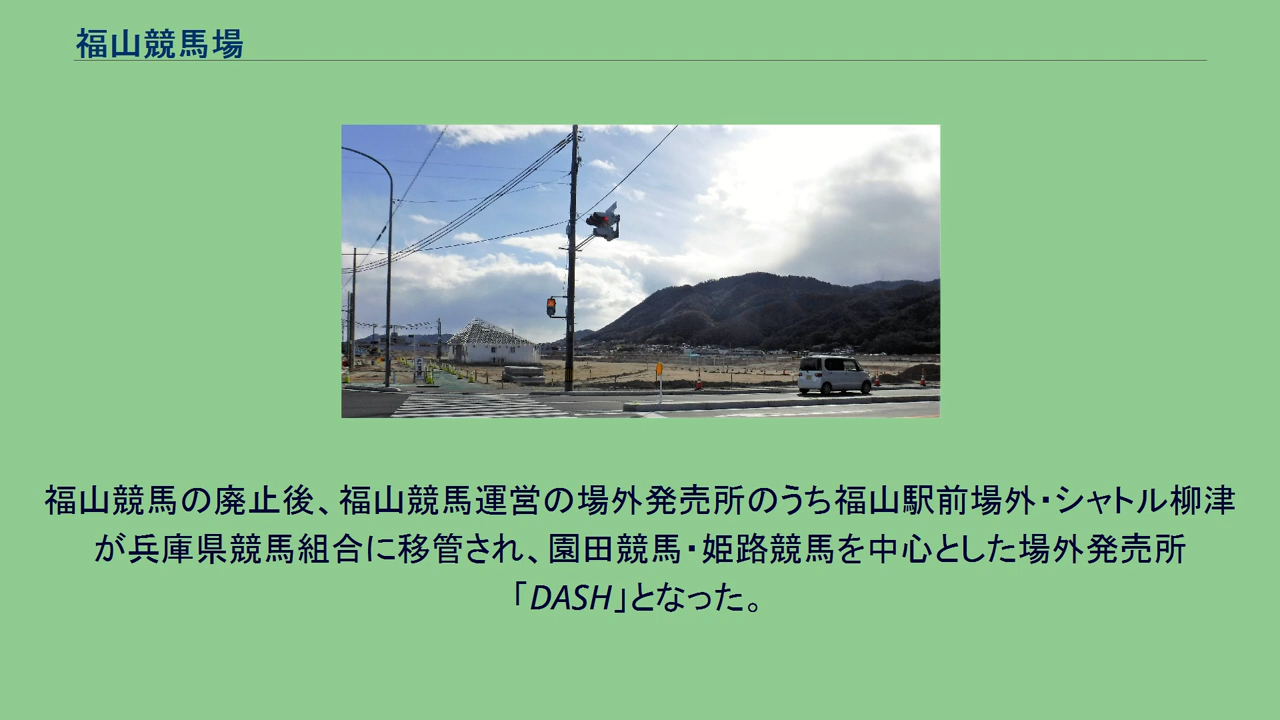 福山競馬場
福山競馬の廃止後、福山競馬運営の場外発売所のうち福山駅前場外・シャトル柳津
が兵庫県競馬組合に移管され、園田競馬・姫路競馬を中心とした場外発売所
「DASH」となった。